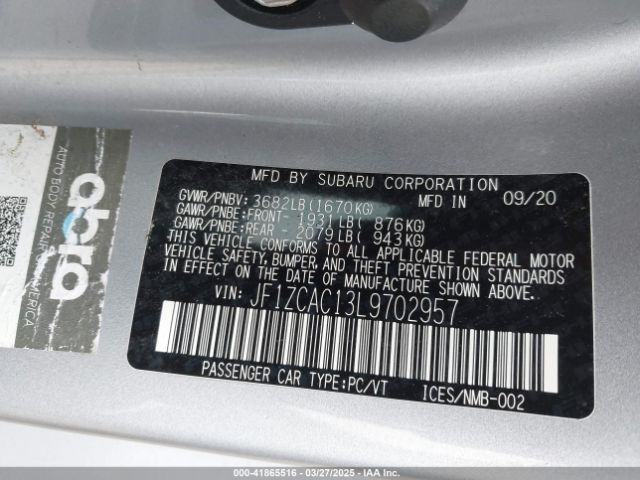 abra
AUTO BODY REPAIR OF AMERICA
MFD BY SUBARU CORPORATION
GVWR/PNBV: 3682LB(1670KG) MFD IN 09/20
GAWR/PNBE:FRONT- 1931LB( 876KG)
GAWR/PNBE:REAR - 2079LB( 943KG)
THIS VEHICLE CONFORMS TO ALL APPLICABLE FEDERAL MOTOR
VEHICLE SAFETY, BUMPER, AND THEFT PREVENTION STANDARDS
IN EFFECT ON THE DATE OF MANUFACTURE SHOWN ABOVE.
VIN: JF1ZCAC13L9702957
PASSENGER CAR TYPE:PC/VT ICES/NMB-002
000-41865516 — 03/27/2025 — IAA Inc.